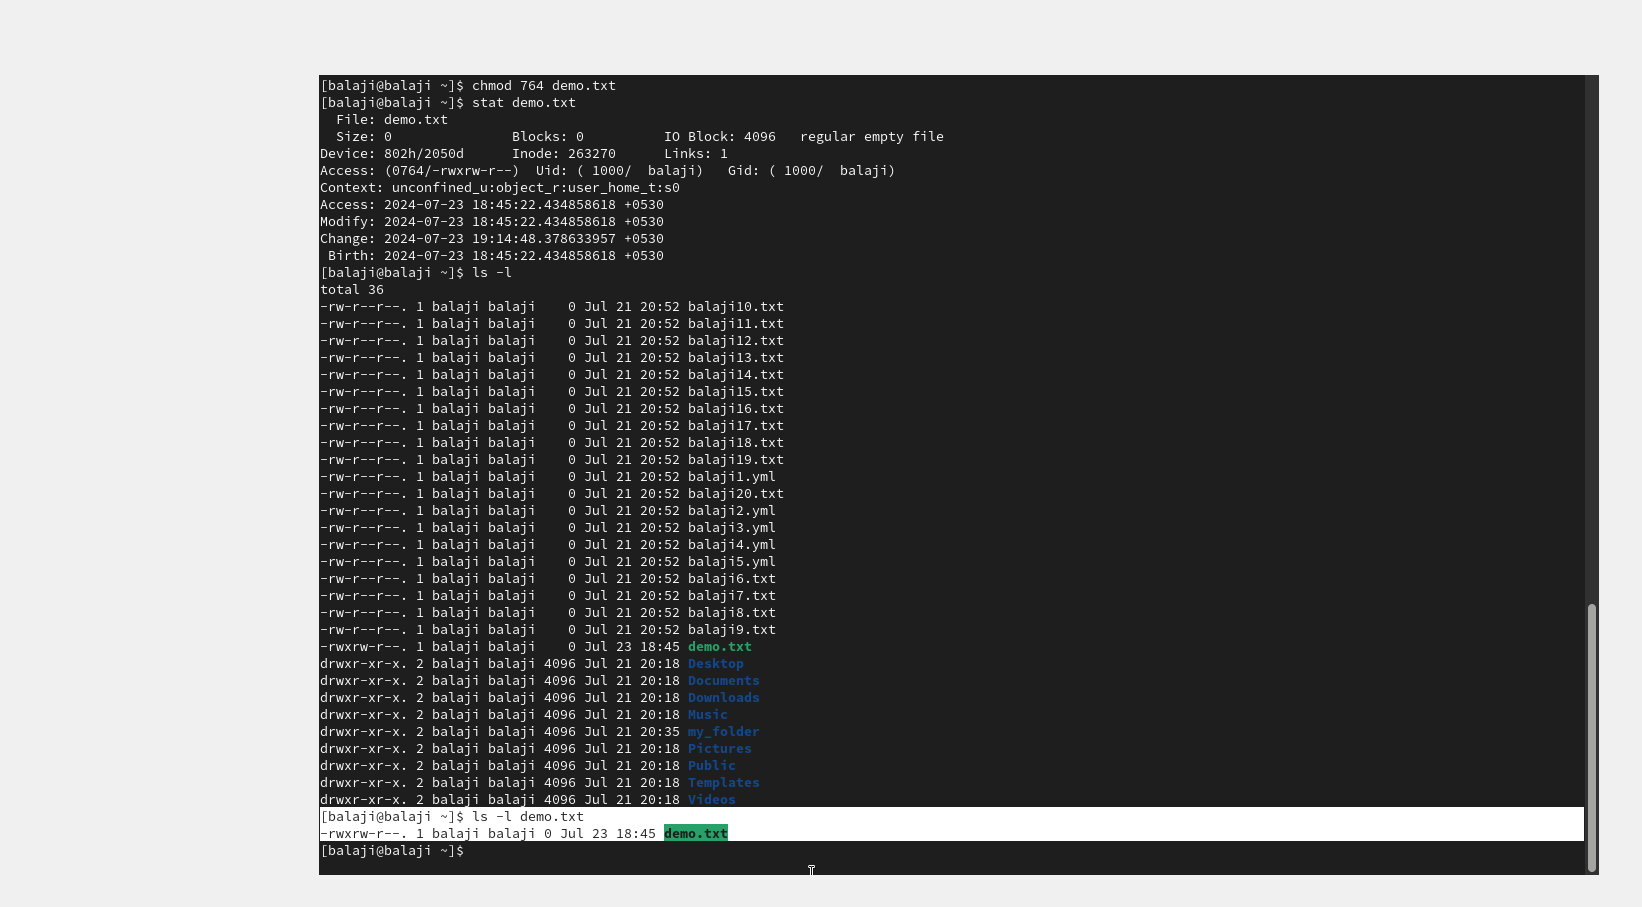 [balaji@balaji ~]$ chmod 764 demo.txt
[balaji@balaji ~]$ stat demo.txt
  File: demo.txt
  Size: 0               Blocks: 0          IO Block: 4096   regular empty file
Device: 802h/2050d      Inode: 263270      Links: 1
Access: (0764/-rwxrw-r--)  Uid: ( 1000/  balaji)   Gid: ( 1000/  balaji)
Context: unconfined_u:object_r:user_home_t:s0
Access: 2024-07-23 18:45:22.434858618 +0530
Modify: 2024-07-23 18:45:22.434858618 +0530
Change: 2024-07-23 19:14:48.378633957 +0530
 Birth: 2024-07-23 18:45:22.434858618 +0530
[balaji@balaji ~]$ ls -l
total 36
-rw-r--r--. 1 balaji balaji    0 Jul 21 20:52 balaji10.txt
-rw-r--r--. 1 balaji balaji    0 Jul 21 20:52 balaji11.txt
-rw-r--r--. 1 balaji balaji    0 Jul 21 20:52 balaji12.txt
-rw-r--r--. 1 balaji balaji    0 Jul 21 20:52 balaji13.txt
-rw-r--r--. 1 balaji balaji    0 Jul 21 20:52 balaji14.txt
-rw-r--r--. 1 balaji balaji    0 Jul 21 20:52 balaji15.txt
-rw-r--r--. 1 balaji balaji    0 Jul 21 20:52 balaji16.txt
-rw-r--r--. 1 balaji balaji    0 Jul 21 20:52 balaji17.txt
-rw-r--r--. 1 balaji balaji    0 Jul 21 20:52 balaji18.txt
-rw-r--r--. 1 balaji balaji    0 Jul 21 20:52 balaji19.txt
-rw-r--r--. 1 balaji balaji    0 Jul 21 20:52 balaji1.yml
-rw-r--r--. 1 balaji balaji    0 Jul 21 20:52 balaji20.txt
-rw-r--r--. 1 balaji balaji    0 Jul 21 20:52 balaji2.yml
-rw-r--r--. 1 balaji balaji    0 Jul 21 20:52 balaji3.yml
-rw-r--r--. 1 balaji balaji    0 Jul 21 20:52 balaji4.yml
-rw-r--r--. 1 balaji balaji    0 Jul 21 20:52 balaji5.yml
-rw-r--r--. 1 balaji balaji    0 Jul 21 20:52 balaji6.txt
-rw-r--r--. 1 balaji balaji    0 Jul 21 20:52 balaji7.txt
-rw-r--r--. 1 balaji balaji    0 Jul 21 20:52 balaji8.txt
-rw-r--r--. 1 balaji balaji    0 Jul 21 20:52 balaji9.txt
-rwxrw-r--. 1 balaji balaji    0 Jul 23 18:45 demo.txt
drwxr-xr-x. 2 balaji balaji 4096 Jul 21 20:18 Desktop
drwxr-xr-x. 2 balaji balaji 4096 Jul 21 20:18 Documents
drwxr-xr-x. 2 balaji balaji 4096 Jul 21 20:18 Downloads
drwxr-xr-x. 2 balaji balaji 4096 Jul 21 20:18 Music
drwxr-xr-x. 2 balaji balaji 4096 Jul 21 20:35 my_folder
drwxr-xr-x. 2 balaji balaji 4096 Jul 21 20:18 Pictures
drwxr-xr-x. 2 balaji balaji 4096 Jul 21 20:18 Public
drwxr-xr-x. 2 balaji balaji 4096 Jul 21 20:18 Templates
drwxr-xr-x. 2 balaji balaji 4096 Jul 21 20:18 Videos
[balaji@balaji ~]$ ls -l demo.txt
-rwxrw-r--. 1 balaji balaji 0 Jul 23 18:45 demo.txt
[balaji@balaji ~]$